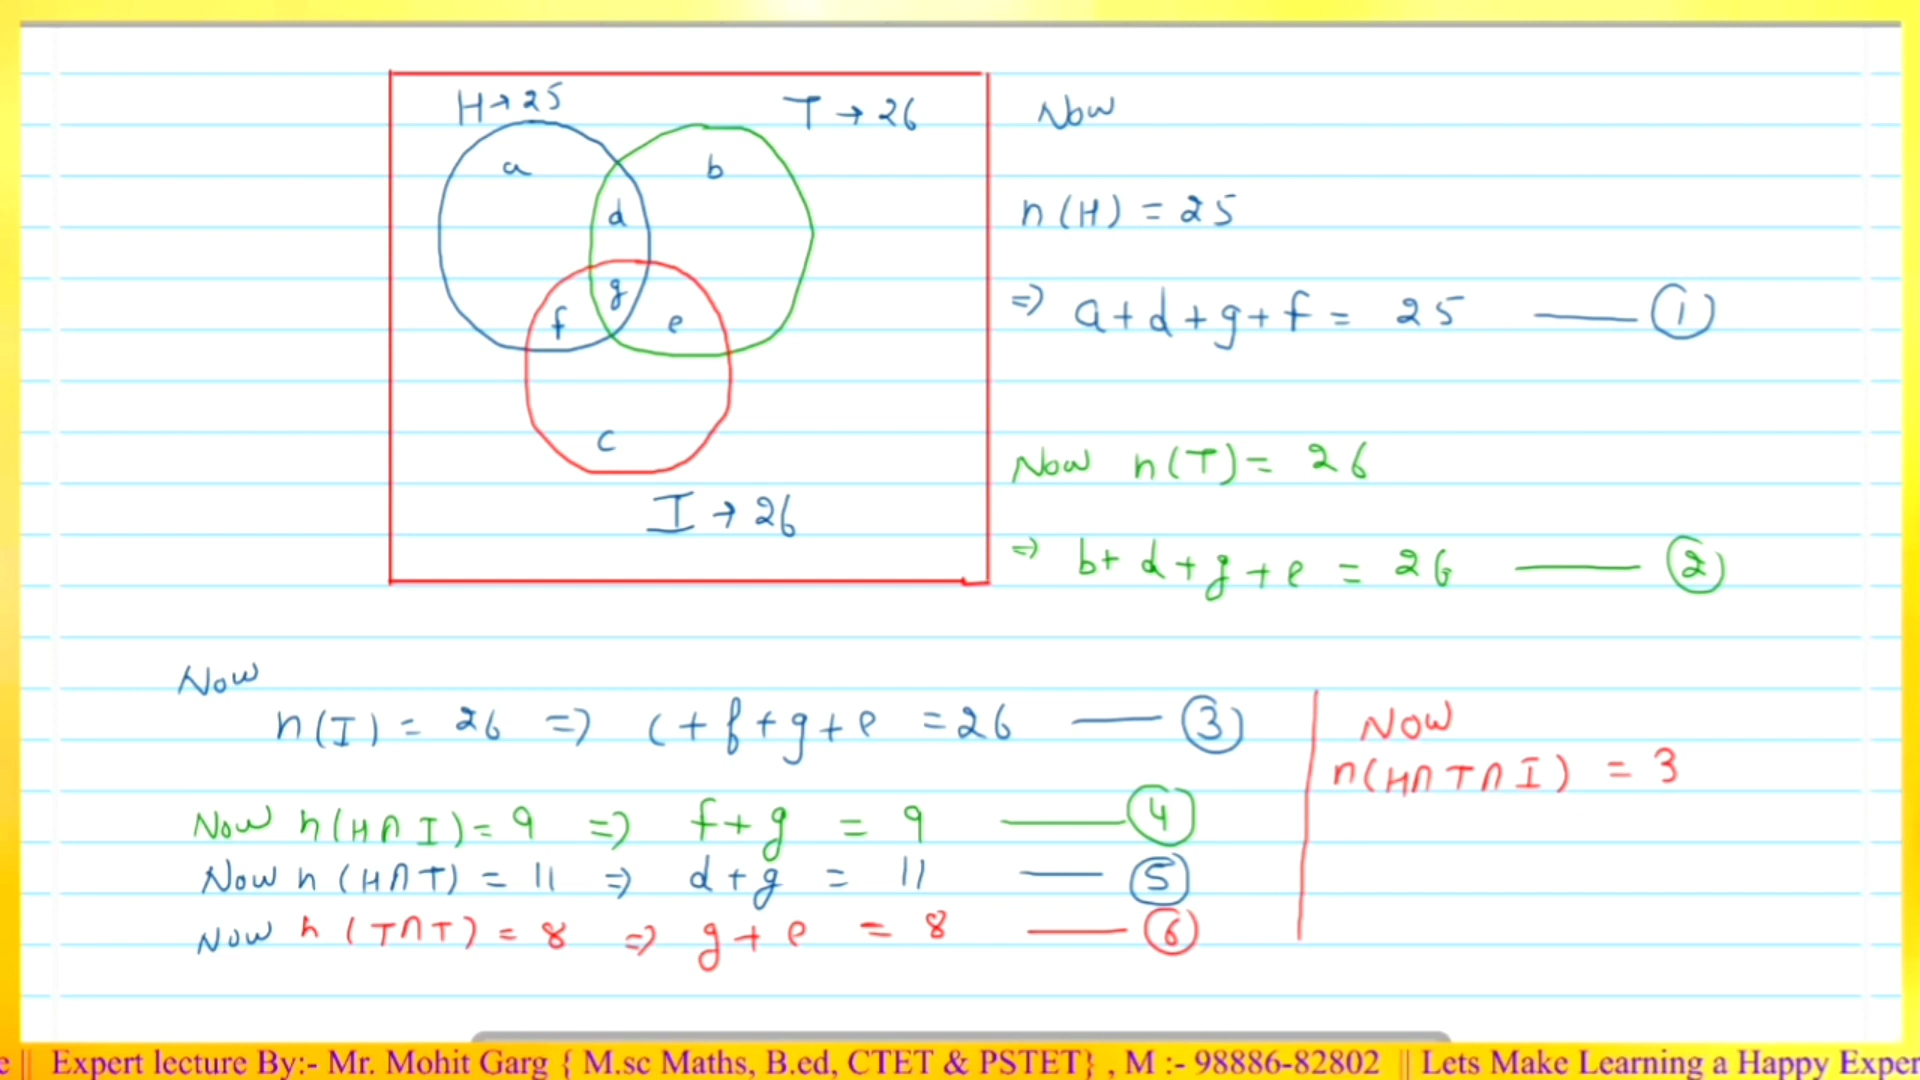 H → 25
T → 26
a
b
d
g
f
e
c
I → 26
Now
n(H) = 25
⇒ a + d + g + f = 25 —— ①
Now n(T) = 26
⇒ b + d + g + e = 26 —— ②
Now
n(I) = 26 ⇒ c + f + g + e = 26 —— ③
Now n(H∩I) = 9 ⇒ f + g = 9 —— ④
Now n(H∩T) = 11 ⇒ d + g = 11 —— ⑤
Now n(T∩T) = 8 ⇒ g + e = 8 —— ⑥
Now
n(H∩T∩I) = 3
e || Expert lecture By:- Mr. Mohit Garg { M.sc Maths, B.ed, CTET & PSTET} , M :- 98886-82802 || Lets Make Learning a Happy Exper